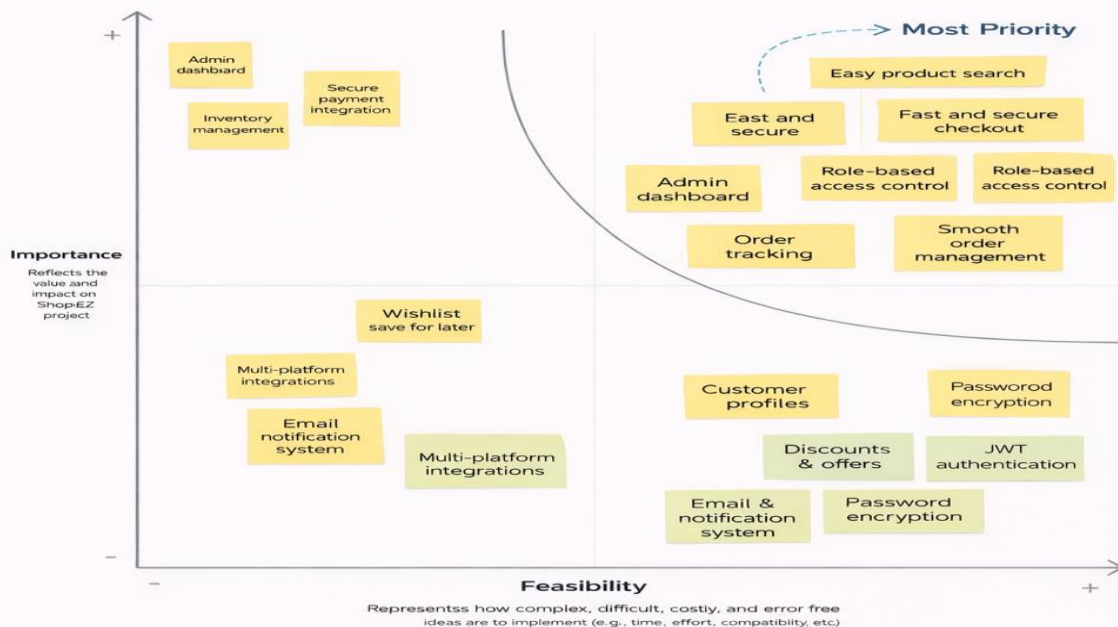 +
Most Priority
Admin
dashboard
Secure
payment
integration
Inventory
management
Easy product search
East and
secure
Fast and secure
checkout
Admin
dashboard
Role-based
access control
Role-based
access control
Order
tracking
Smooth
order
management
Importance
Reflects the
value aand
impact on
ShopEZ
project
Wishlist
save for later
Multi-platform
integrations
Email
notification
system
Multi-platform
integrations
Customer
profiles
Passworod
encryption
Discounts
& offers
JWT
authentication
Email &
notification
system
Password
encryption
-
-
Feasibility
+
Representss how complex, difficult, costiy, and error free
ideas are to implement (e.g., time, effort, compatibiity, etc)